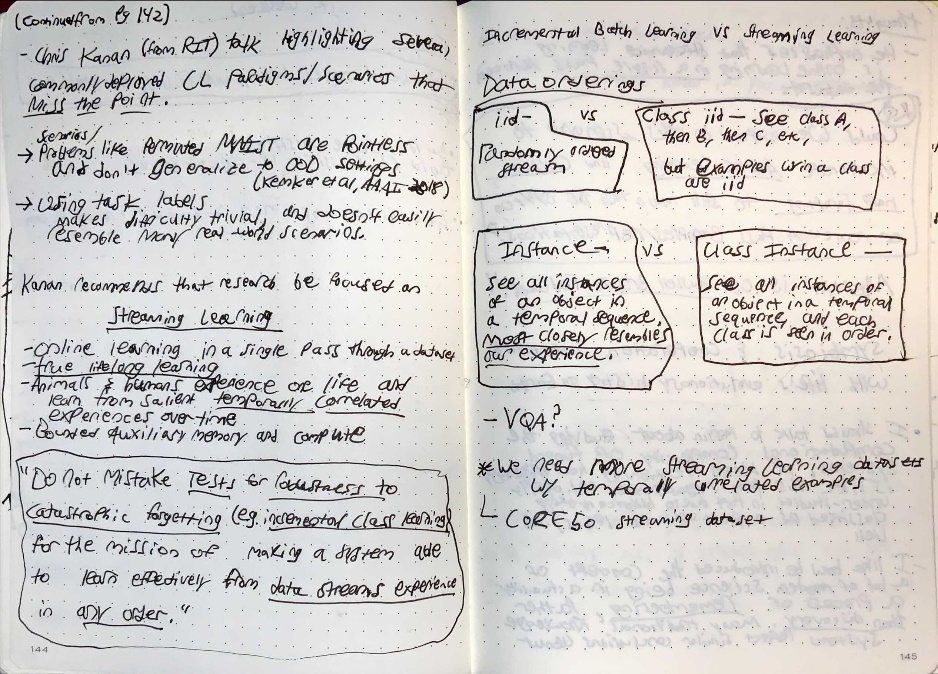 (Continued from Pg 142)
- Chris Kanan (from RIT) talk highlighting several
commonly deployed CL Paradigms/Scenarios that
Miss the Point.
Scenarios/
→ Problems like Permuted MNIST are Pointless
and don't generalize to OOD settings
(Kemker et al, AAAI 2018)
→ Using task labels
makes difficulty trivial, and doesn't easily
resemble many real world scenarios.
Kanan recommends that research be focused on
Streaming Learning
- Online learning in a single pass through a dataset
- true lifelong learning
- Animals & humans experience one life and
learn from salient temporally correlated
experiences over time
- Bounded Auxiliary memory and compute
"Do not mistake Tests for robustness to
catastrophic forgetting (eg. incremental class learning)
for the mission of making a system able
to learn effectively from data streams experience
in any order."
144
Incremental Batch Learning vs Streaming Learning
Data orderings
iid-
Randomly ordered
stream
vs
Class iid - See class A,
then B, then C, etc,
but examples w/in a class
are iid
Instance -
see all instances
of an object in
a temporal sequence,
most closely resembles
our experience.
vs
Class Instance -
see all instances of
an object in a temporal
sequence, and each
class is seen in order.
- VQA?
* We need more streaming learning datasets
w/ temporally correlated examples
CORE50 streaming dataset
145